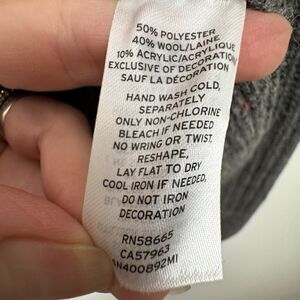 50% POLYESTER
40% WOOL/LAINE
10% ACRYLIC/ACRYLIQUE
EXCLUSIVE OF DECORATION
SAUF LA DÉCORATION
HAND WASH COLD,
SEPARATELY
ONLY NON-CHLORINE
BLEACH IF NEEDED
NO WRING OR TWIST,
RESHAPE,
LAY FLAT TO DRY
COOL IRON IF NEEDED,
DO NOT IRON
DECORATION
RN58665
CA57963